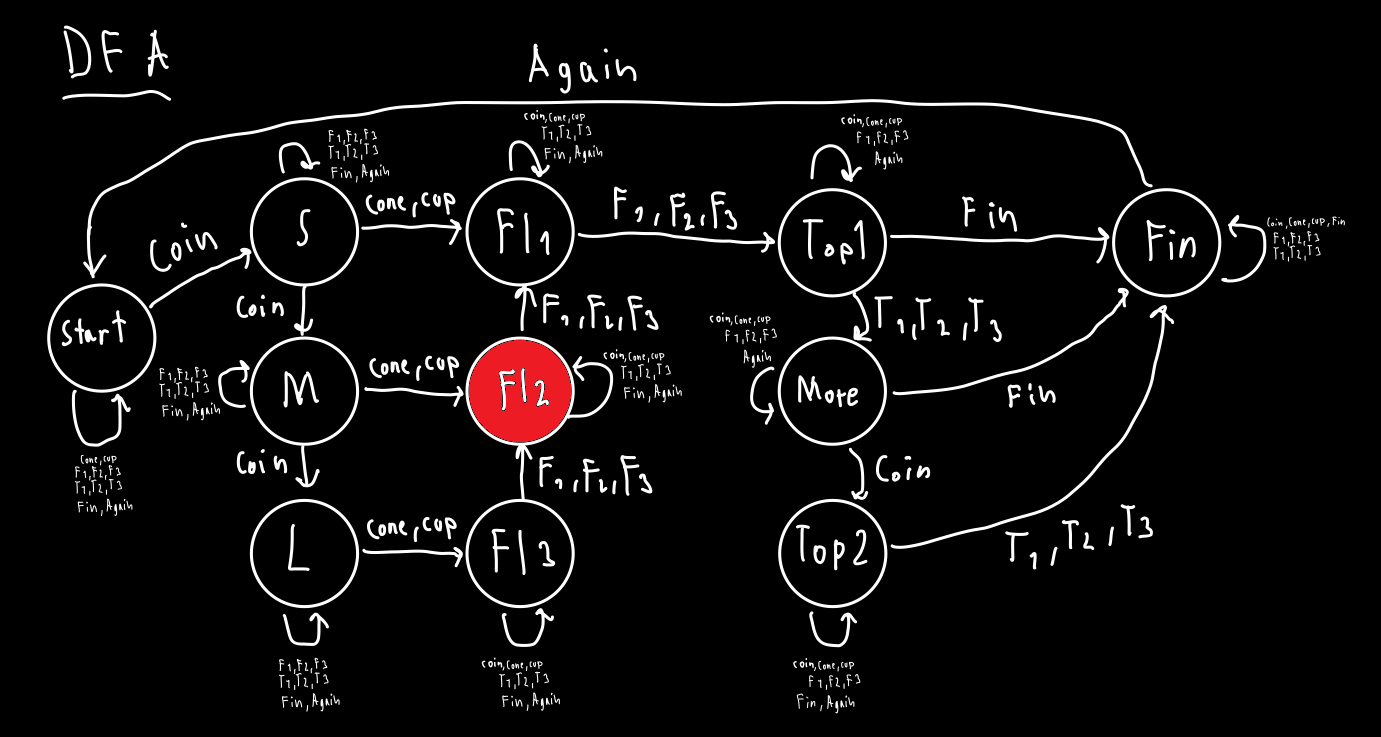 DFA
Again
coin, Cone, cup
T1,T2,T3
Fin, Again
coin, Cone, cup
F1,F2,F3
Again
F1,F2,F3
T1,T2,T3
Fin, Again
Coin
S
Cone, cup
Fl1
F1, F2, F3
Top1
Fin
Fin
Coin, Cone, cup, Fin
F1,F2,F3
T1,T2,T3
Start
Coin
F1, F2, F3
T1, T2, T3
coin, Cone, cup
F1,F2,F3
Again
F1,F2,F3
T1,T2,T3
Fin, Again
M
Cone, cup
Fl2
coin, Cone, cup
T1,T2,T3
Fin, Again
More
Fin
Cone, cup
F1,F2,F3
T1,T2,T3
Fin, Again
Coin
F1, F2, F3
Coin
L
Cone, cup
Fl3
Top2
T1, T2, T3
F1,F2,F3
T1,T2,T3
Fin, Again
coin, Cone, cup
T1,T2,T3
Fin, Again
coin, Cone, cup
F1,F2,F3
Fin, Again